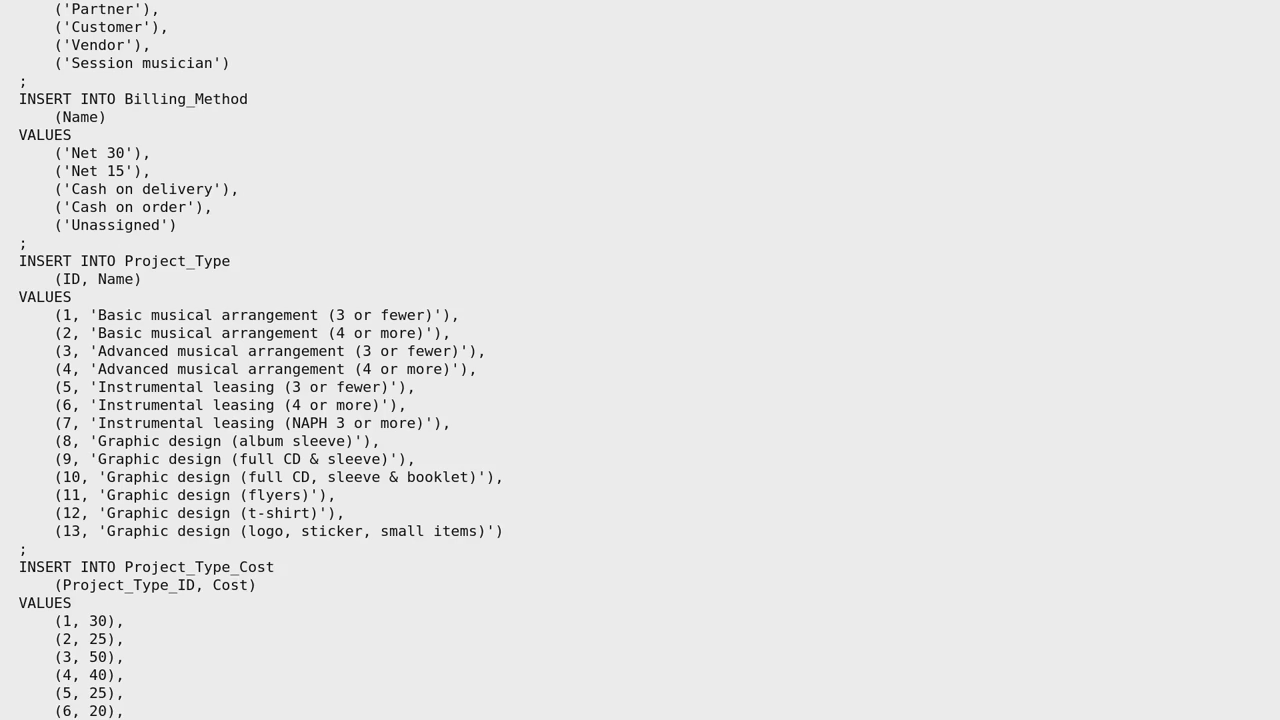 ('Partner'),
('Customer'),
('Vendor'),
('Session musician')
;
INSERT INTO Billing_Method
(Name)
VALUES
('Net 30'),
('Net 15'),
('Cash on delivery'),
('Cash on order'),
('Unassigned')
;
INSERT INTO Project_Type
(ID, Name)
VALUES
(1, 'Basic musical arrangement (3 or fewer)'),
(2, 'Basic musical arrangement (4 or more)'),
(3, 'Advanced musical arrangement (3 or fewer)'),
(4, 'Advanced musical arrangement (4 or more)'),
(5, 'Instrumental leasing (3 or fewer)'),
(6, 'Instrumental leasing (4 or more)'),
(7, 'Instrumental leasing (NAPH 3 or more)'),
(8, 'Graphic design (album sleeve)'),
(9, 'Graphic design (full CD & sleeve)'),
(10, 'Graphic design (full CD, sleeve & booklet)'),
(11, 'Graphic design (flyers)'),
(12, 'Graphic design (t-shirt)'),
(13, 'Graphic design (logo, sticker, small items)')
;
INSERT INTO Project_Type_Cost
(Project_Type_ID, Cost)
VALUES
(1, 30),
(2, 25),
(3, 50),
(4, 40),
(5, 25),
(6, 20),